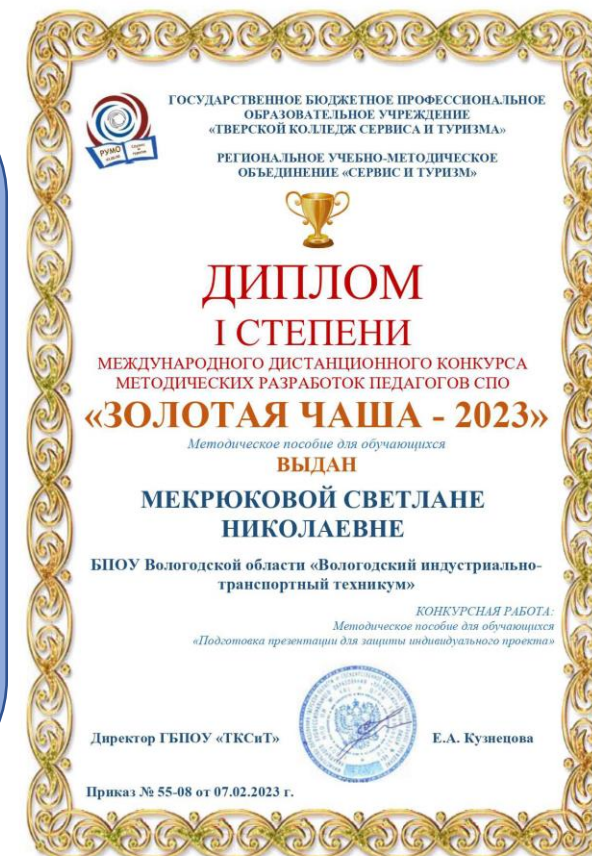 РУМО
ГОСУДАРСТВЕННОЕ БЮДЖЕТНОЕ ПРОФЕССИОНАЛЬНОЕ
ОБРАЗОВАТЕЛЬНОЕ УЧРЕЖДЕНИЕ
«ТВЕРСКОЙ КОЛЛЕДЖ СЕРВИСА И ТУРИЗМА»
РЕГИОНАЛЬНОЕ УЧЕБНО-МЕТОДИЧЕСКОЕ
ОБЪЕДИНЕНИЕ «СЕРВИС И ТУРИЗМ»
ДИПЛОМ
I СТЕПЕНИ
МЕЖДУНАРОДНОГО ДИСТАНЦИОННОГО КОНКУРСА
МЕТОДИЧЕСКИХ РАЗРАБОТОК ПЕДАГОГОВ СПО
«ЗОЛОТАЯ ЧАША - 2023»
Методическое пособие для обучающихся
ВЫДАН
МЕКРЮКОВОЙ СВЕТЛАНЕ
НИКОЛАЕВНЕ
БПОУ Вологодской области «Вологодский индустриально-
транспортный техникум»
КОНКУРСНАЯ РАБОТА:
Методическое пособие для обучающихся
«Подготовка презентации для защиты индивидуального проекта»
Директор ГБПОУ «ТКСиТ»
Е.А. Кузнецова
Приказ № 55-08 от 07.02.2023 г.